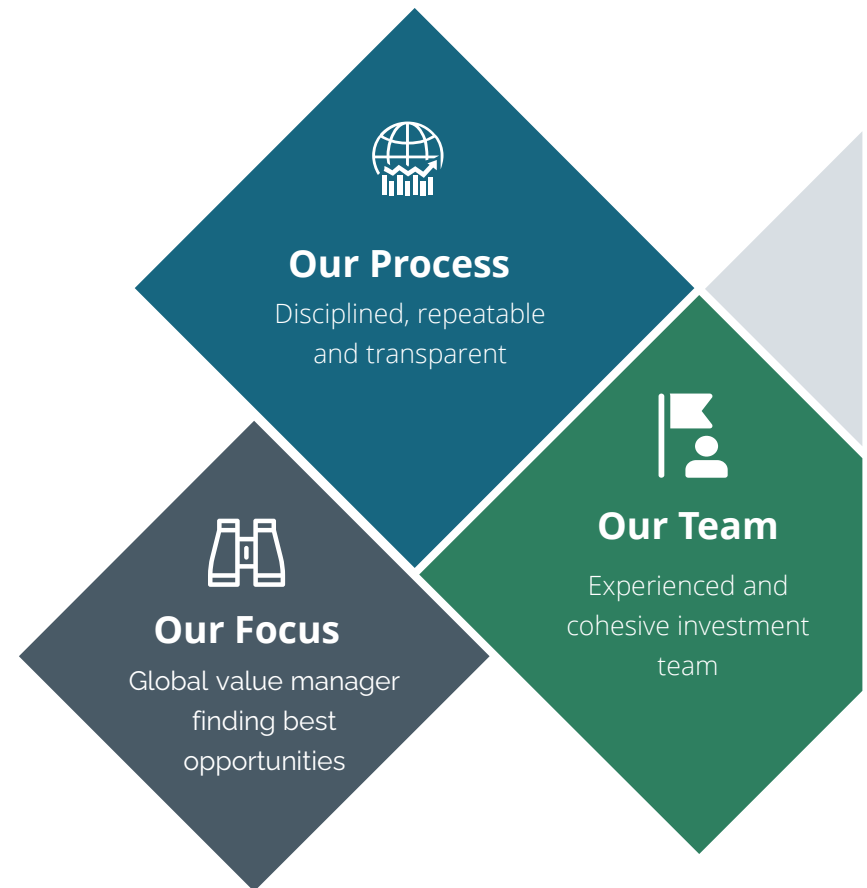 Our Process
Disciplined, repeatable
and transparent
Our Team
Experienced and
cohesive investment
team
Our Focus
Global value manager
finding best
opportunities